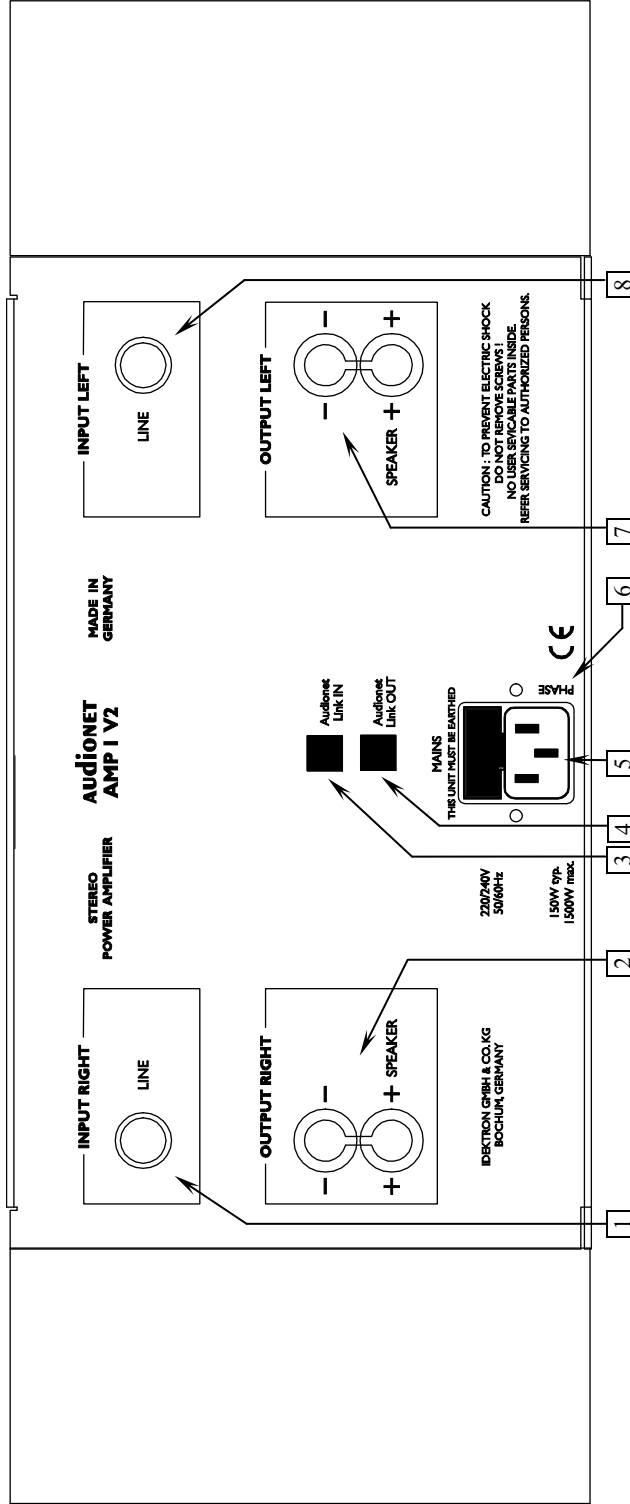 INPUT RIGHT
LINE
STEREO
POWER AMPLIFIER
AUDIONET
AMP I V2
MADE IN
GERMANY
INPUT LEFT
LINE
OUTPUT RIGHT
– –
+ + SPEAKER
Audionet
Link IN
Audionet
Link OUT
OUTPUT LEFT
– –
SPEAKER + +
IDEKTRON GMBH & CO. KG
BOCHUM, GERMANY
220/240V
50/60Hz
150W typ.
1500W max.
MAINS
THIS UNIT MUST BE EARTHED
PHASE
CE
CAUTION : TO PREVENT ELECTRIC SHOCK
DO NOT REMOVE SCREWS !
NO USER SEVICABLE PARTS INSIDE.
REFER SERVICING TO AUTHORIZED PERSONS.
1
2
3
4
5
6
7
8